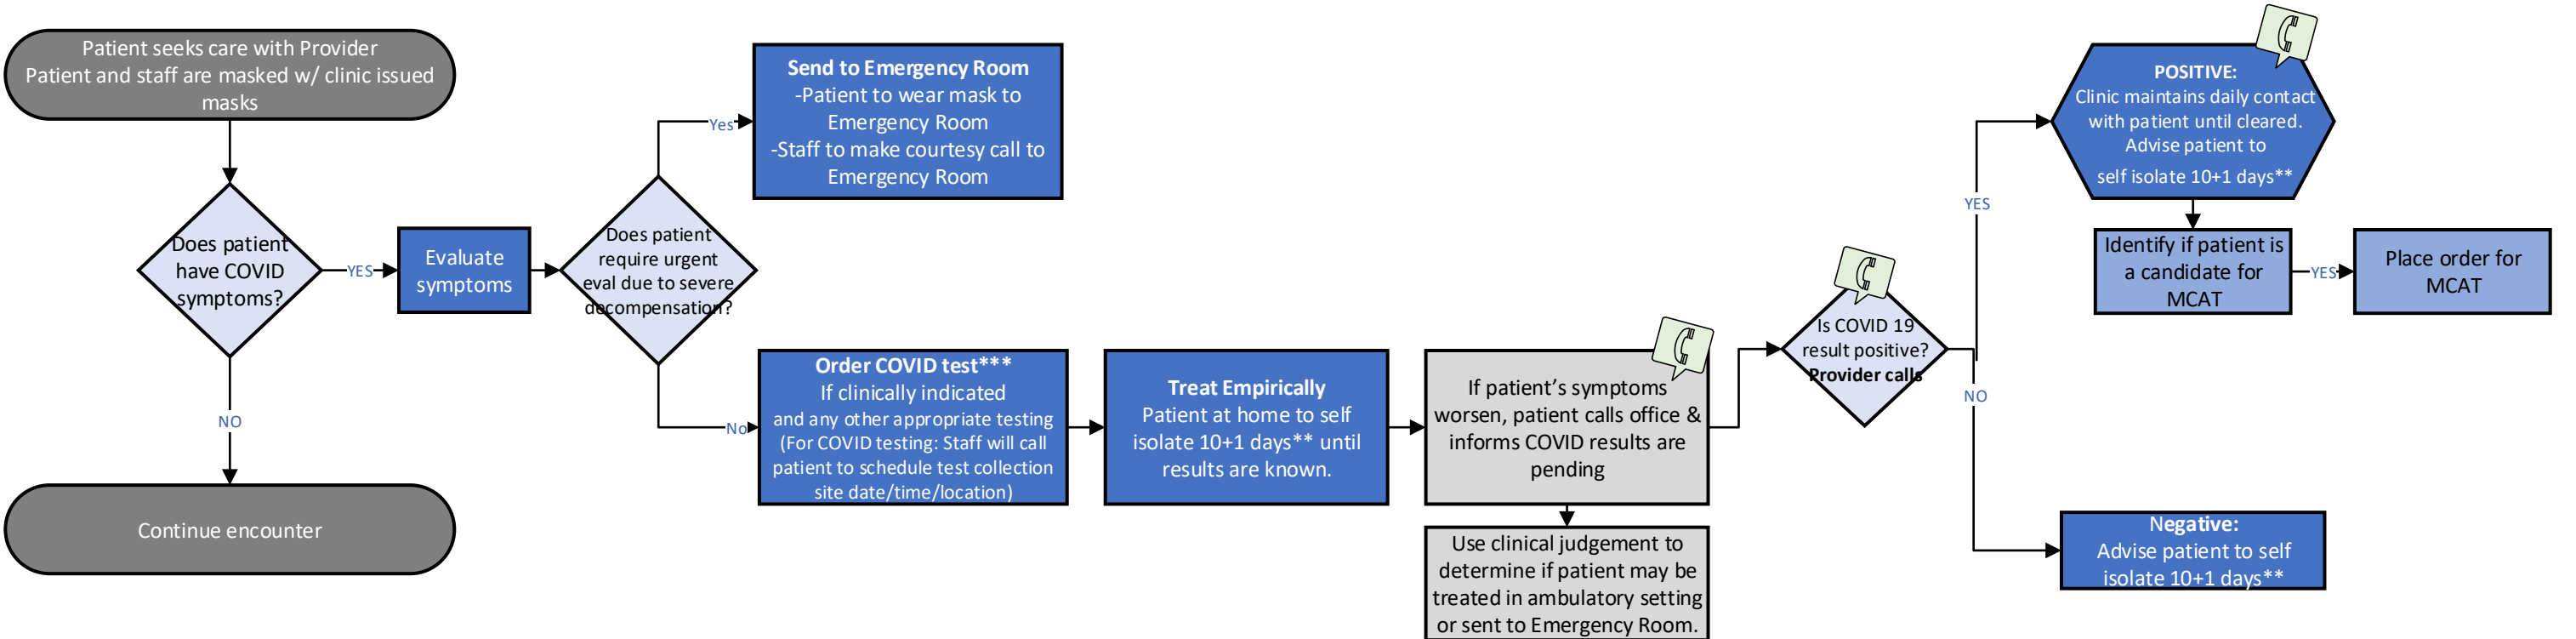 Patient seeks care with Provider
Patient and staff are masked w/ clinic issued
masks
Does patient
have COVID
symptoms?
YES
NO
Continue encounter
Evaluate
symptoms
Does patient
require urgent
eval due to severe
decompensation?
Yes
Send to Emergency Room
-Patient to wear mask to
Emergency Room
-Staff to make courtesy call to
Emergency Room
No
Order COVID test***
If clinically indicated
and any other appropriate testing
(For COVID testing: Staff will call
patient to schedule test collection
site date/time/location)
Treat Empirically
Patient at home to self
isolate 10+1 days** until
results are known.
If patient’s symptoms
worsen, patient calls office &
informs COVID results are
pending
Use clinical judgement to
determine if patient may be
treated in ambulatory setting
or sent to Emergency Room.
Is COVID 19
result positive?
Provider calls
YES
POSITIVE:
Clinic maintains daily contact
with patient until cleared.
Advise patient to
self isolate 10+1 days**
Identify if patient is
a candidate for
MCAT
YES
Place order for
MCAT
NO
Negative:
Advise patient to self
isolate 10+1 days**